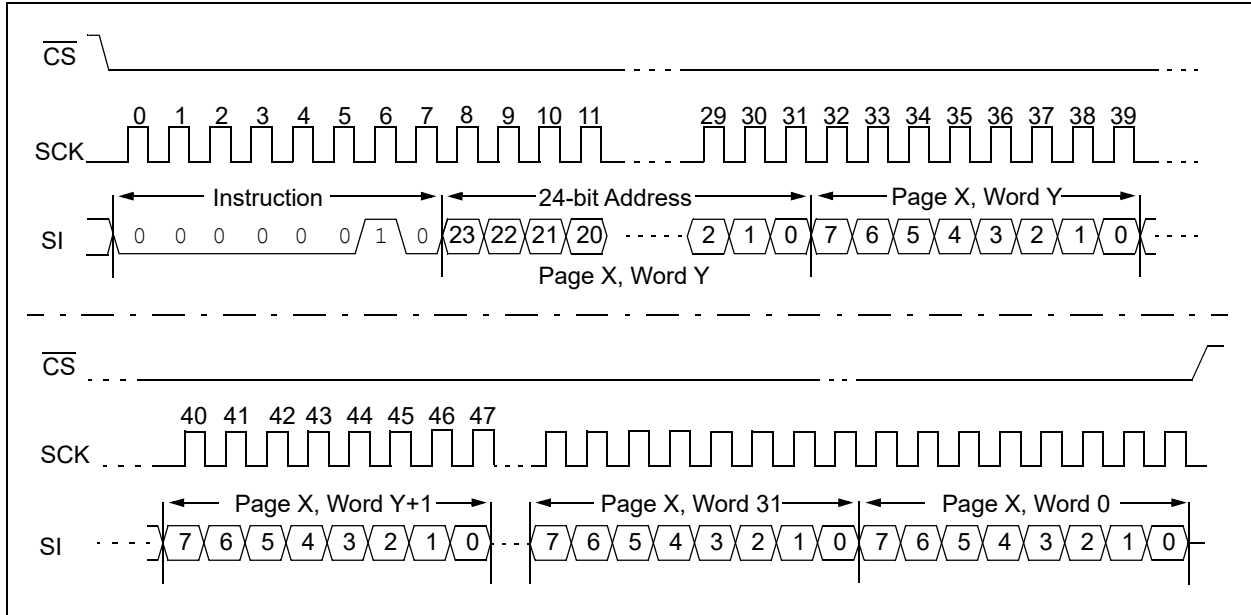 CS
0 1 2 3 4 5 6 7 8 9 10 11 29 30 31 32 33 34 35 36 37 38 39
SCK
Instruction 24-bit Address Page X, Word Y
SI 0 0 0 0 0 0 1 0 23 22 21 20 2 1 0 7 6 5 4 3 2 1 0
Page X, Word Y
CS
40 41 42 43 44 45 46 47
SCK
Page X, Word Y+1 Page X, Word 31 Page X, Word 0
SI 7 6 5 4 3 2 1 0 7 6 5 4 3 2 1 0 7 6 5 4 3 2 1 0